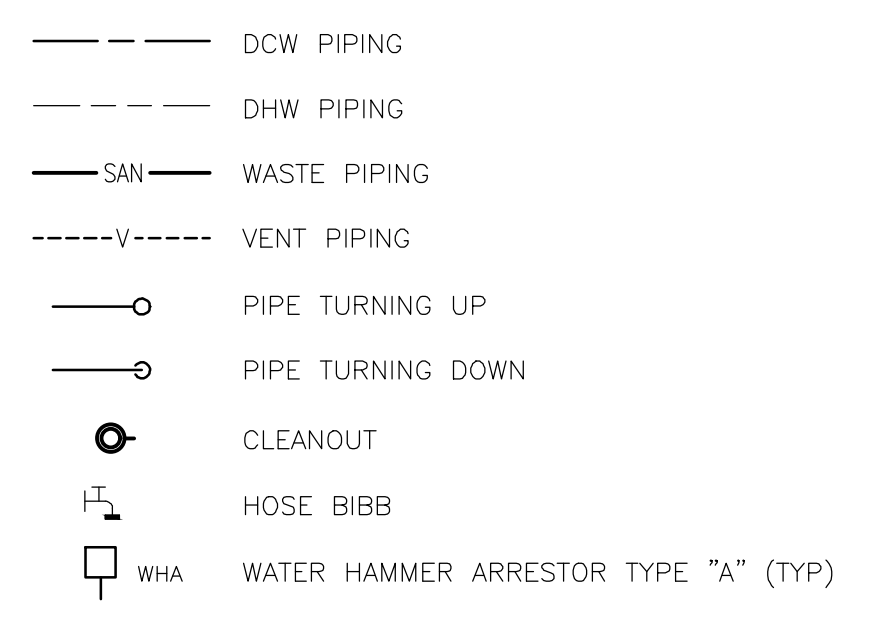 DCW PIPING
DHW PIPING
SAN WASTE PIPING
V VENT PIPING
PIPE TURNING UP
PIPE TURNING DOWN
CLEANOUT
HOSE BIBB
WHA WATER HAMMER ARRESTOR TYPE "A" (TYP)